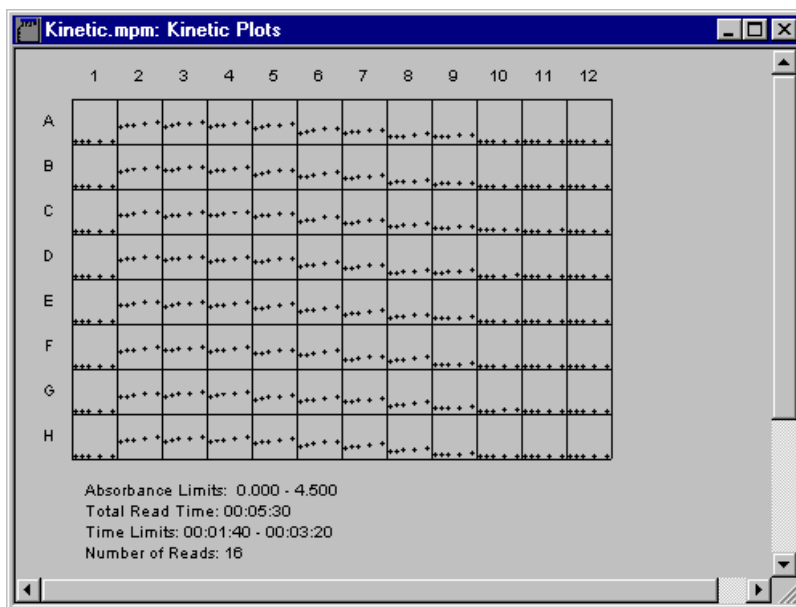 Kinetic.mpm: Kinetic Plots
1 2 3 4 5 6 7 8 9 10 11 12
A
B
C
D
E
F
G
H
Absorbance Limits: 0.000 - 4.500
Total Read Time: 00:05:30
Time Limits: 00:01:40 - 00:03:20
Number of Reads: 16